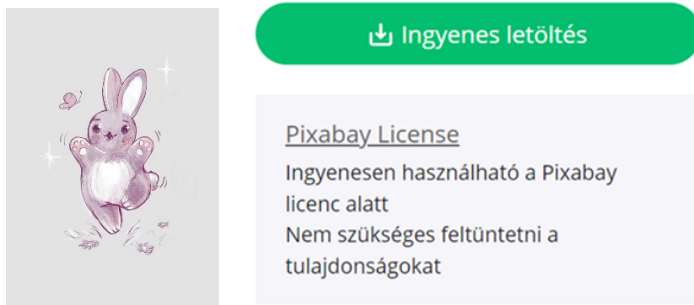 Ingyenes letöltés
Pixabay License
Ingyenesen használható a Pixabay
licenc alatt
Nem szükséges feltüntetni a
tulajdonságokat